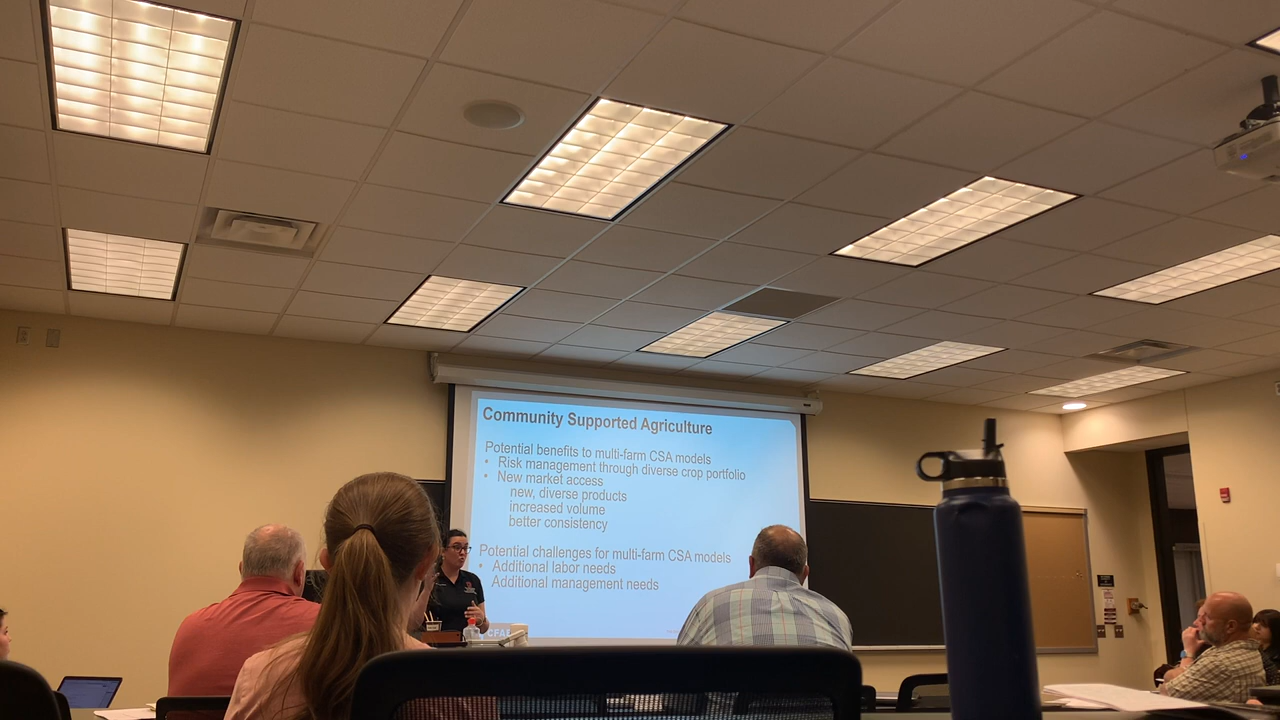 Community Supported Agriculture
Potential benefits to multi-farm CSA models
• Risk management through diverse crop portfolio
• New market access
new, diverse products
increased volume
better consistency
Potential challenges for multi-farm CSA models
• Additional labor needs
• Additional management needs
CFAES